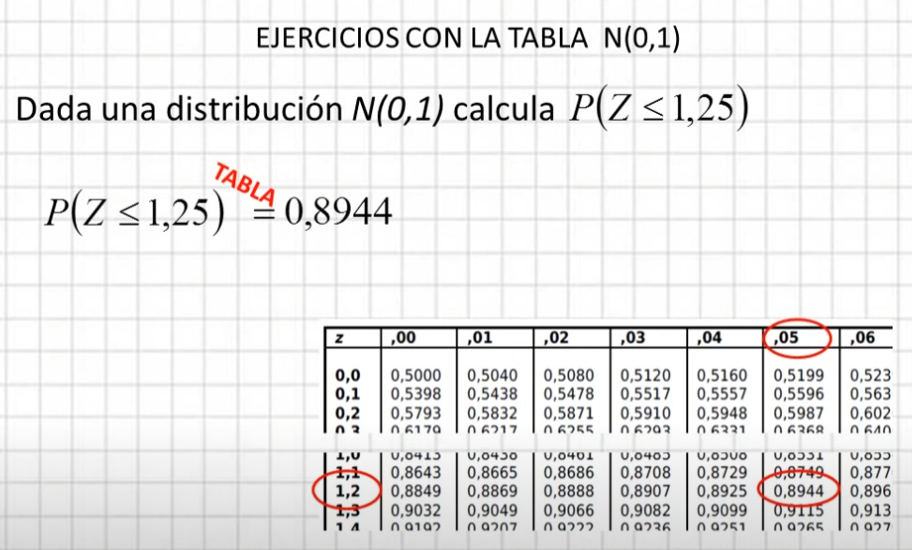 EJERCICIOS CON LA TABLA N(0,1)
Dada una distribución N(0,1) calcula P(Z ≤ 1,25)
TABLA
P(Z ≤ 1,25) = 0,8944
z ,00 ,01 ,02 ,03 ,04 ,05 ,06
0,0 0,5000 0,5040 0,5080 0,5120 0,5160 0,5199 0,523
0,1 0,5398 0,5438 0,5478 0,5517 0,5557 0,5596 0,563
0,2 0,5793 0,5832 0,5871 0,5910 0,5948 0,5987 0,602
0,3 0,6179 0,6217 0,6255 0,6293 0,6331 0,6368 0,640
1,0 0,8413 0,8438 0,8461 0,8485 0,8508 0,8531 0,855
1,1 0,8643 0,8665 0,8686 0,8708 0,8729 0,8749 0,877
1,2 0,8849 0,8869 0,8888 0,8907 0,8925 0,8944 0,896
1,3 0,9032 0,9049 0,9066 0,9082 0,9099 0,9115 0,913
1,4 0,9192 0,9207 0,9222 0,9236 0,9251 0,9265 0,927